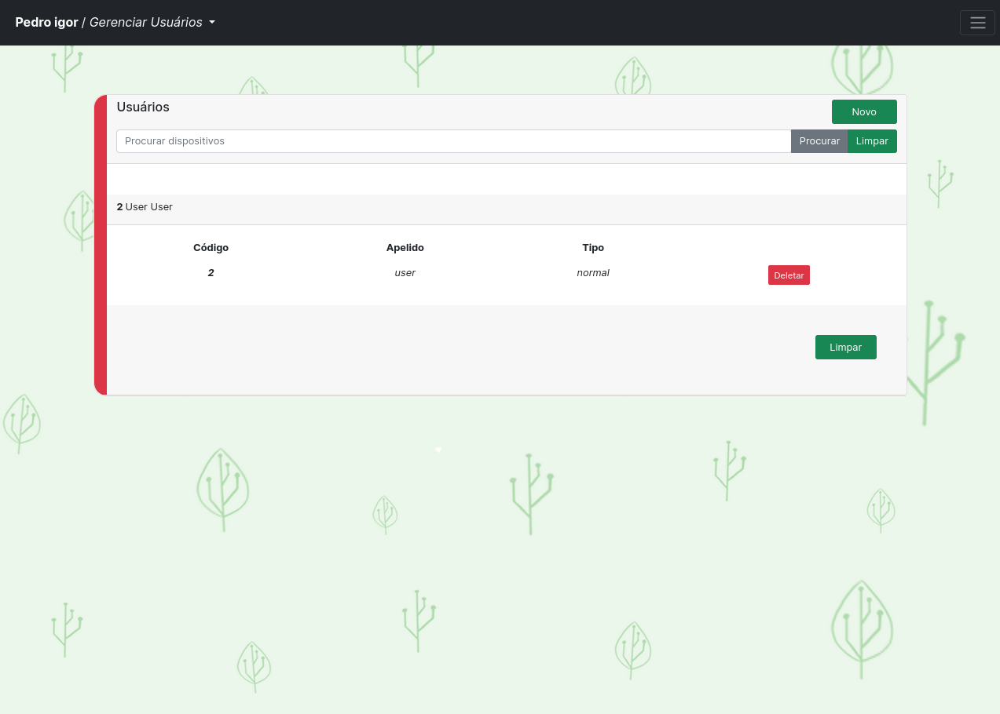 Pedro igor / Gerenciar Usuários
Usuários
Novo
Procurar dispositivos
Procurar
Limpar
2 User User
Código Apelido Tipo
2 user normal Deletar
Limpar